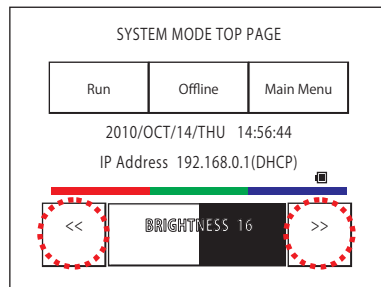 SYSTEM MODE TOP PAGE
Run Offline Main Menu
2010/OCT/14/THU 14:56:44
IP Address 192.168.0.1(DHCP)
<< BRIGHTNESS 16 >>